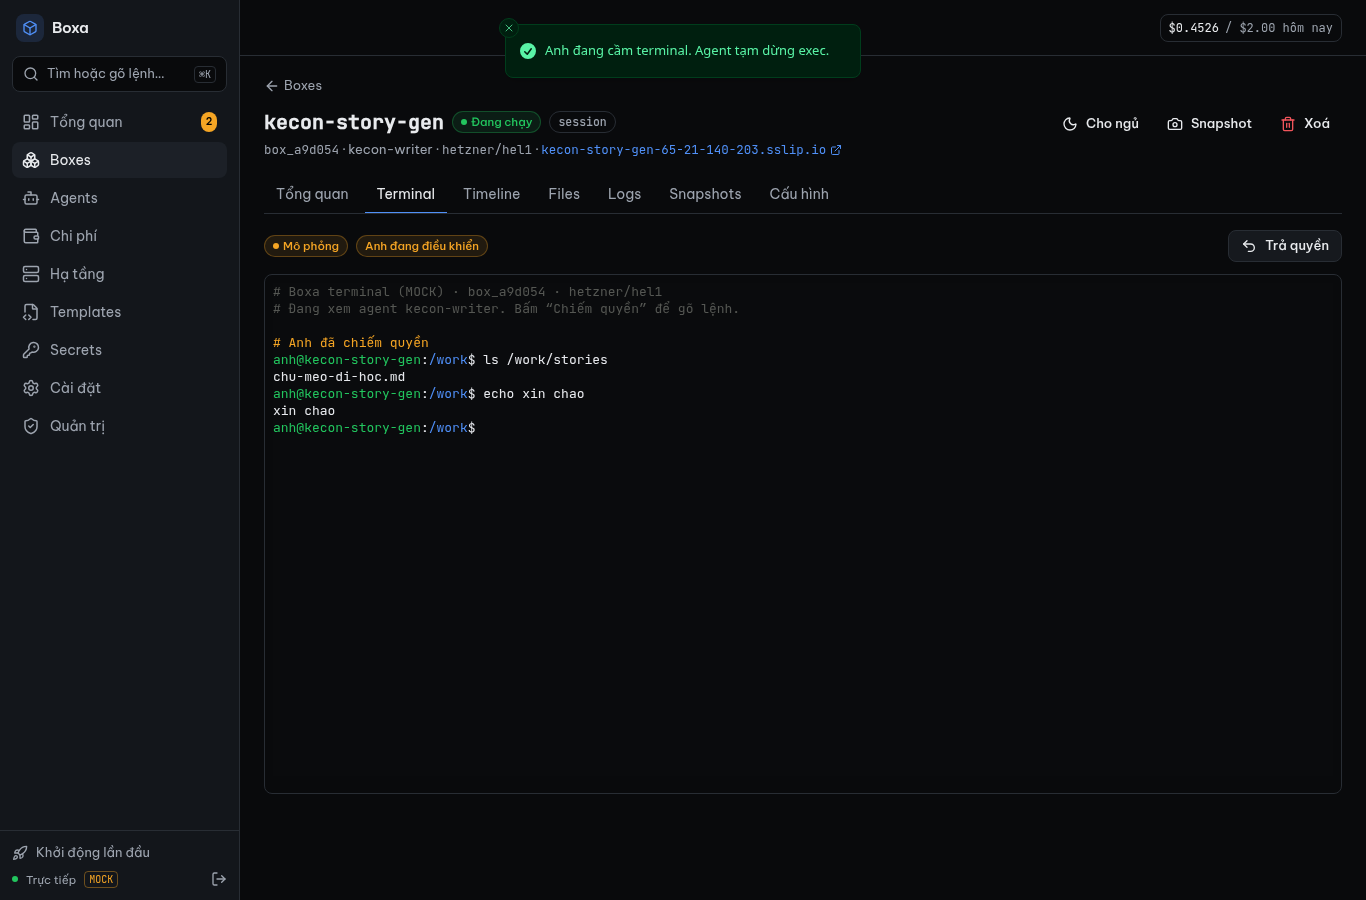 Boxa
Tìm hoặc gõ lệnh... ⌘K
Tổng quan 2
Boxes
Agents
Chi phí
Hạ tầng
Templates
Secrets
Cài đặt
Quản trị
Khởi động lần đầu
Trực tiếp MOCK
Anh đang cầm terminal. Agent tạm dừng exec.
$0.4526 / $2.00 hôm nay
Boxes
kecon-story-gen Đang chạy session
Cho ngủ Snapshot Xoá
box_a9d054 · kecon-writer · hetzner/hel1 · kecon-story-gen-65-21-140-203.sslip.io
Tổng quan Terminal Timeline Files Logs Snapshots Cấu hình
Mô phỏng Anh đang điều khiển Trả quyền
# Boxa terminal (MOCK) · box_a9d054 · hetzner/hel1
# Đang xem agent kecon-writer. Bấm “Chiếm quyền” để gõ lệnh.
# Anh đã chiếm quyền
anh@kecon-story-gen:/work$ ls /work/stories
chu-meo-di-hoc.md
anh@kecon-story-gen:/work$ echo xin chao
xin chao
anh@kecon-story-gen:/work$